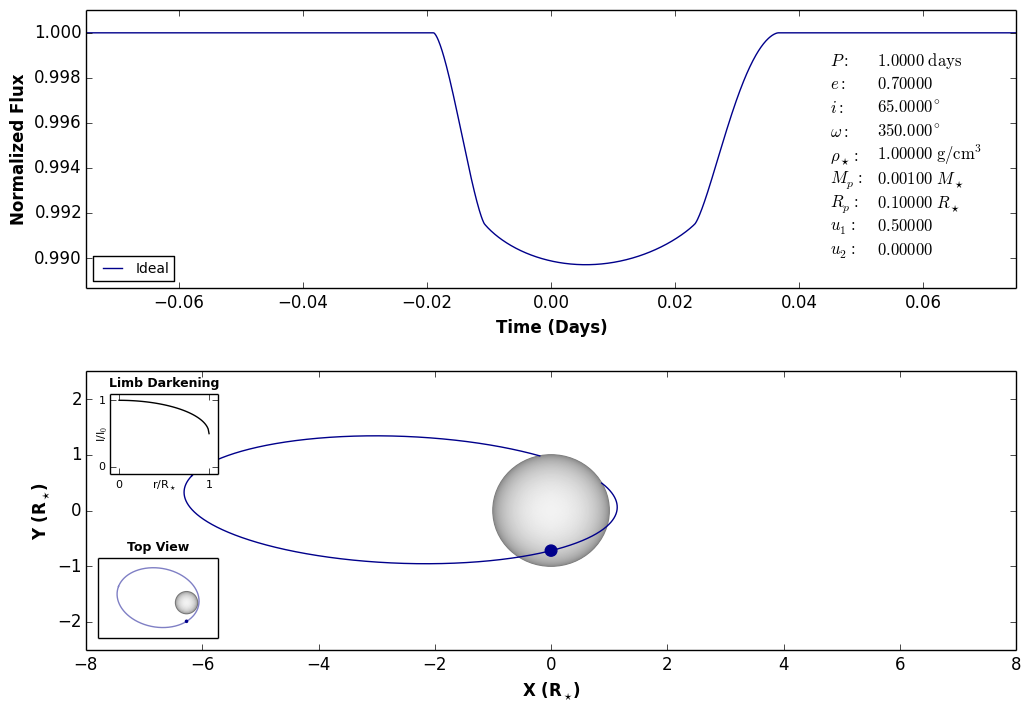 1.000
0.998
0.996
0.994
0.992
0.990
Normalized Flux
P: 1.0000 days
e: 0.70000
i: 65.0000°
ω: 350.000°
ρ⋆: 1.00000 g/cm³
Mₚ: 0.00100 M⋆
Rₚ: 0.10000 R⋆
u₁: 0.50000
u₂: 0.00000
Ideal
−0.06 −0.04 −0.02 0.00 0.02 0.04 0.06
Time (Days)
Limb Darkening
1
I/I₀
0
0 r/R⋆ 1
Top View
2
1
0
−1
−2
Y (R⋆)
−8 −6 −4 −2 0 2 4 6 8
X (R⋆)